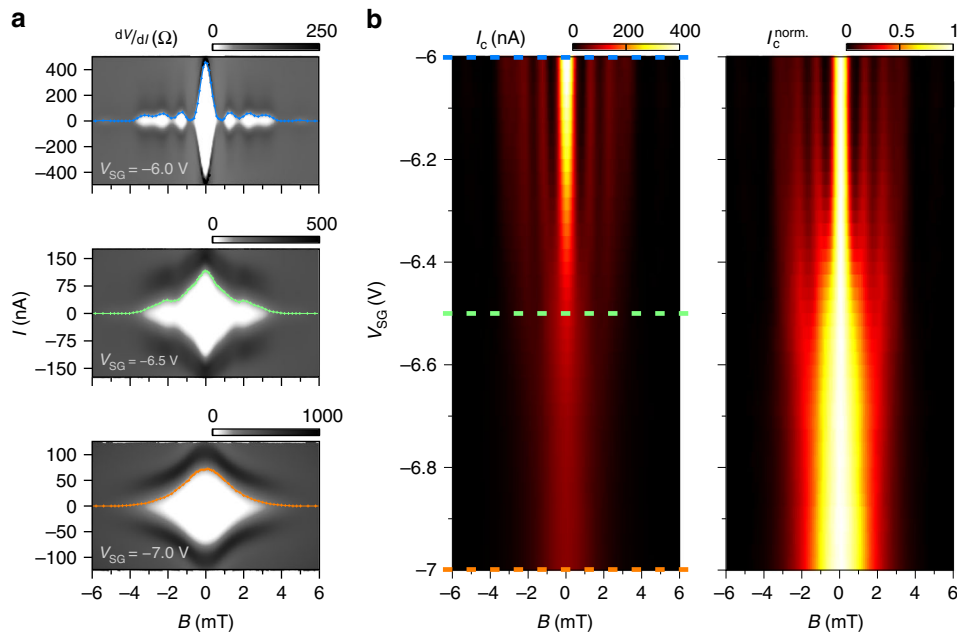 a
dV/dI (Ω) 0 250
400
200
0
−200
−400
V_SG = −6.0 V
0 500
150
75
0
−75
−150
I (nA)
V_SG = −6.5 V
0 1000
100
50
0
−50
−100
V_SG = −7.0 V
−6 −4 −2 0 2 4 6
B (mT)
b
I_c (nA) 0 200 400
−6
−6.2
−6.4
−6.6
−6.8
−7
V_SG (V)
−6 −4 −2 0 2 4 6
B (mT)
I_c^norm. 0 0.5 1
−6 −4 −2 0 2 4 6
B (mT)